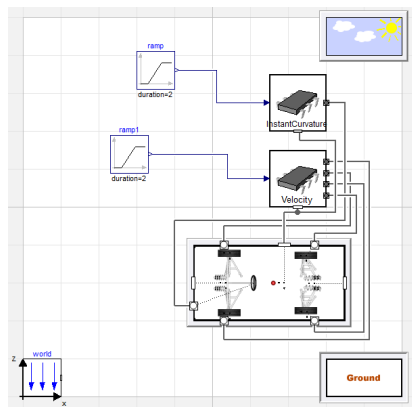 ramp
duration=2
InstantCurvature
ramp1
duration=2
Velocity
world
z
x
Ground